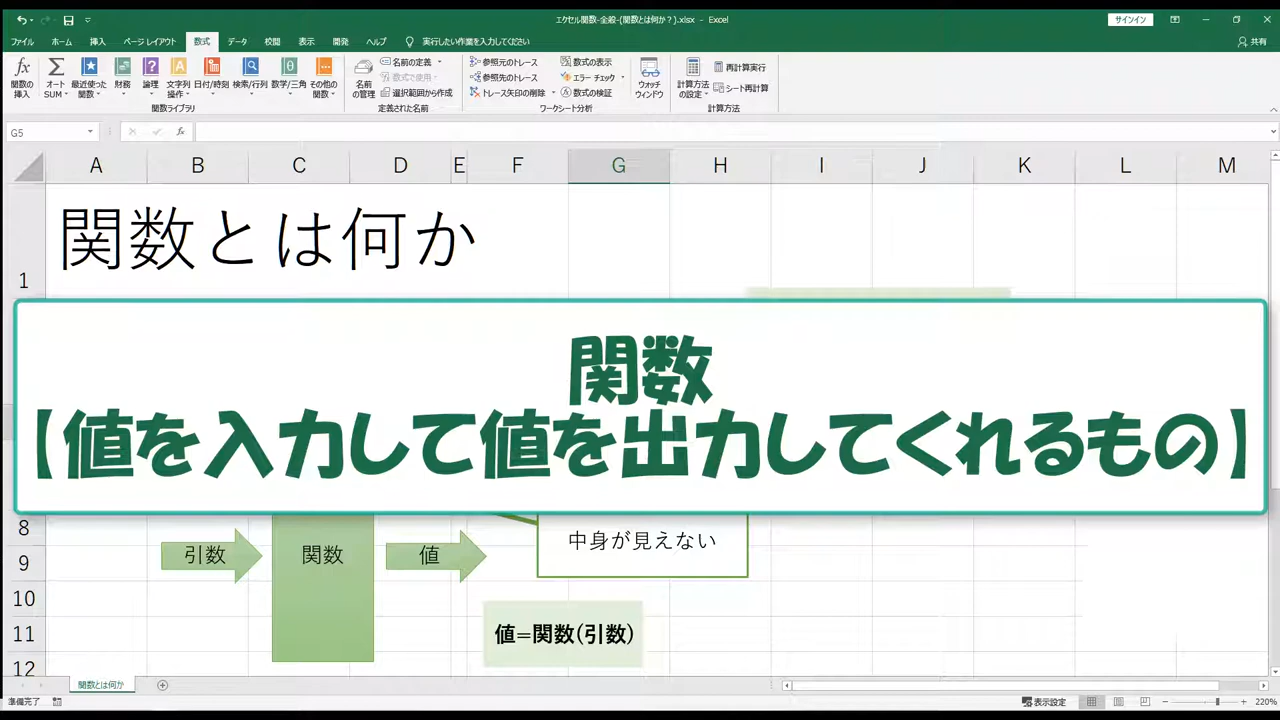 エクセル関数-全般-{関数とは何か？}.xlsx - Excel
サインイン
ファイル ホーム 挿入 ページ レイアウト 数式 データ 校閲 表示 開発 ヘルプ 実行したい作業を入力してください 共有
関数の挿入
オート SUM
最近使った関数
財務
論理
文字列操作
日付/時刻
検索/行列
数学/三角
その他の関数
関数ライブラリ
名前の管理
名前の定義
数式で使用
選択範囲から作成
定義された名前
参照元のトレース
参照先のトレース
トレース矢印の削除
数式の表示
エラー チェック
数式の検証
ワークシート分析
ウォッチ ウィンドウ
計算方法の設定
再計算実行
シート再計算
計算方法
G5
fx
A B C D E F G H I J K L M
1
関数とは何か
関数
【値を入力して値を出力してくれるもの】
8
中身が見えない
9
引数
関数
値
10
11
値=関数(引数)
12
関数とは何か
準備完了
表示設定
220%